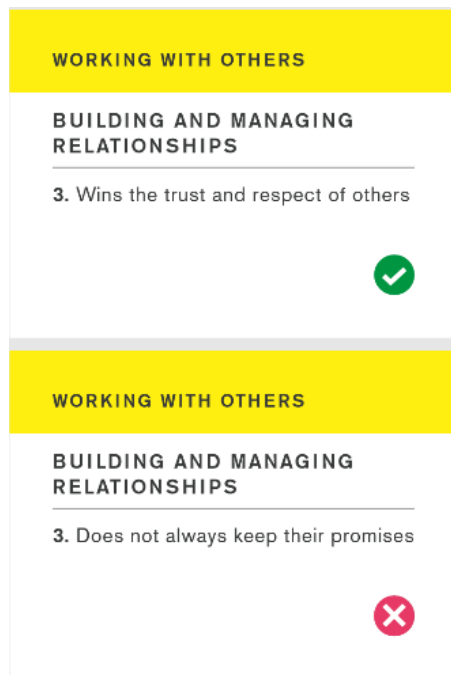 WORKING WITH OTHERS
BUILDING AND MANAGING
RELATIONSHIPS
3. Wins the trust and respect of others
WORKING WITH OTHERS
BUILDING AND MANAGING
RELATIONSHIPS
3. Does not always keep their promises